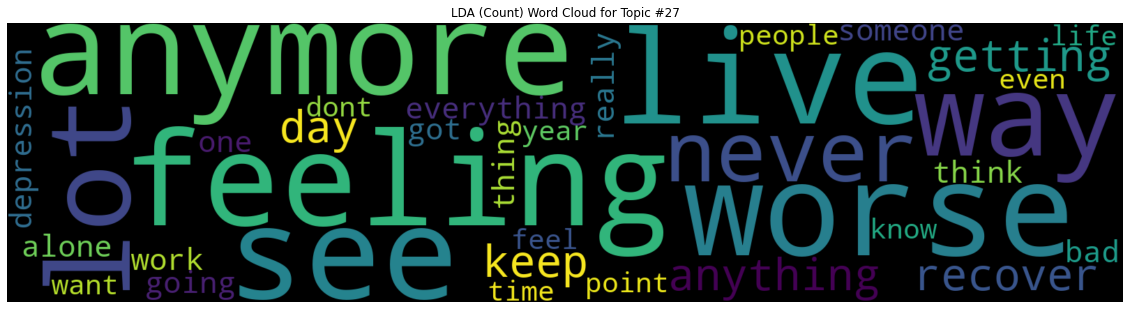 LDA (Count) Word Cloud for Topic #27
anymore
live
people
someone
life
getting
even
depression
lot
dont
everything
really
way
day
got
year
one
thing
feeling
never
think
worse
alone
see
feel
know
bad
work
keep
anything
recover
want
going
time
point